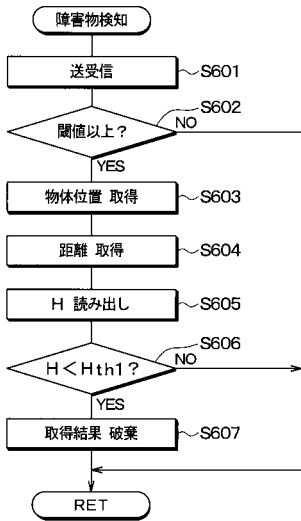 障害物検知
送受信
S601
閾値以上?
S602
NO
YES
物体位置 取得
S603
距離 取得
S604
H 読み出し
S605
H<Hth1?
S606
NO
YES
取得結果 破棄
S607
RET